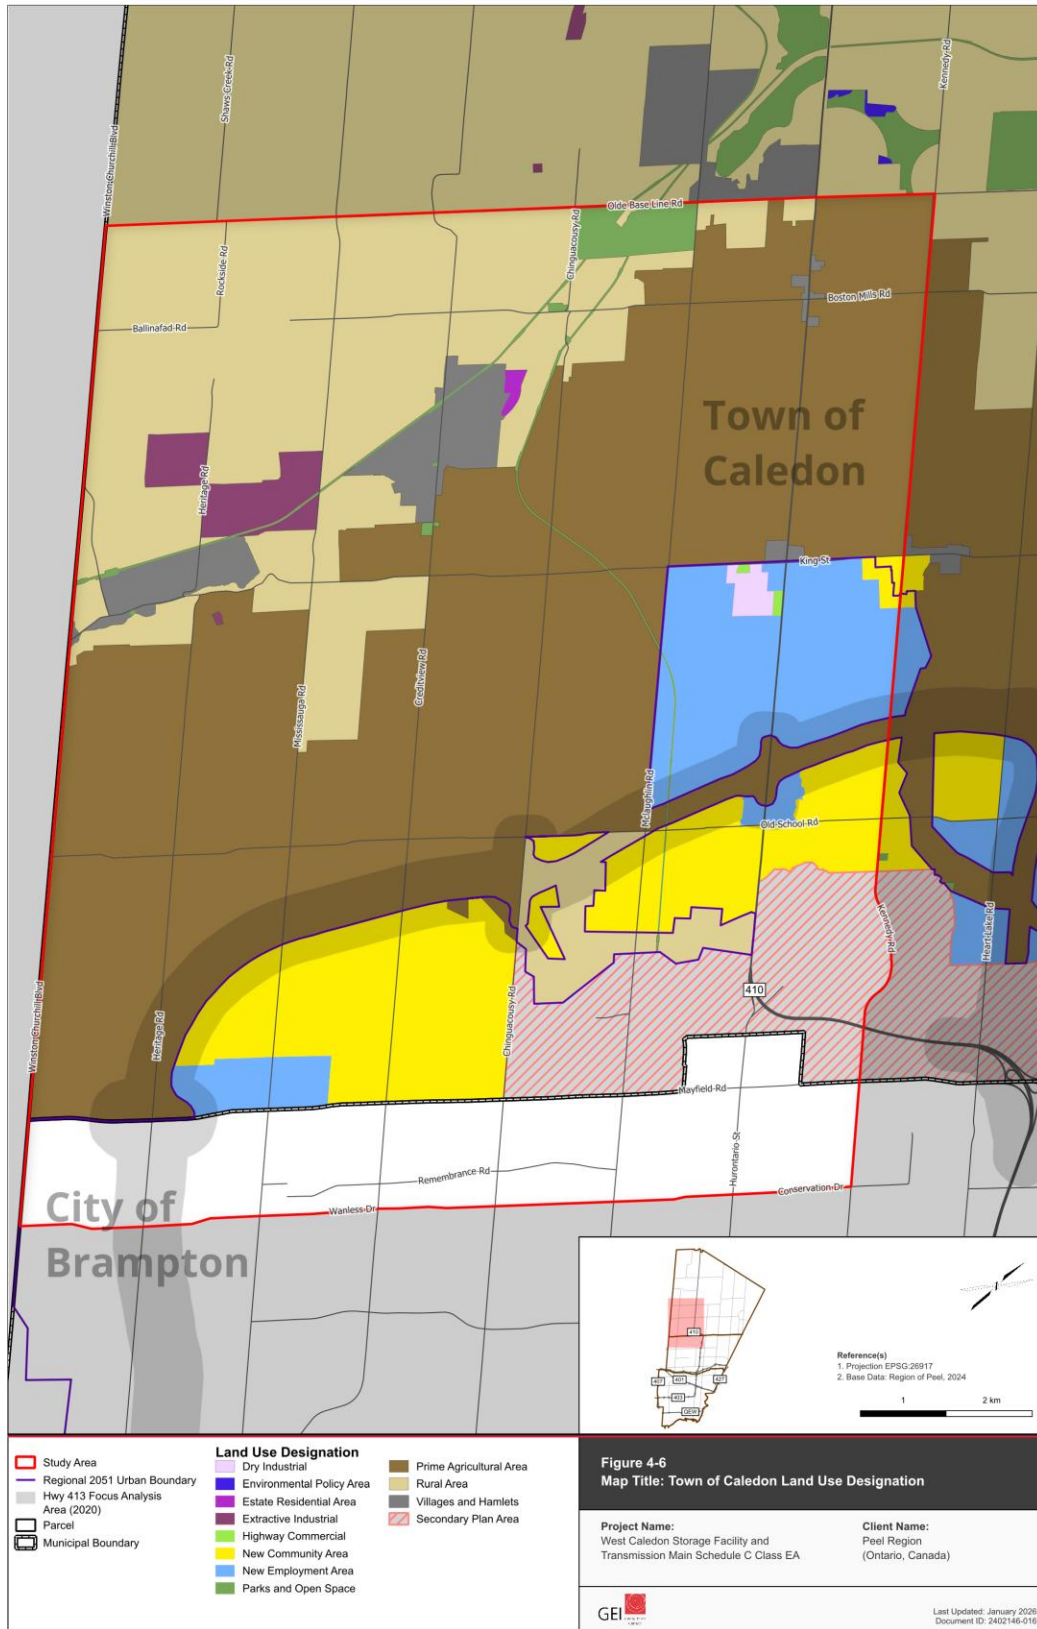 Shaws Creek Rd
Kennedy Rd
Winston Churchill Blvd
Olde Base Line Rd
Chinguacousy Rd
Rockside Rd
Boston Mills Rd
Ballinafad Rd
Town of
Caledon
Heritage Rd
King St
Creditview Rd
Mississauga Rd
McLaughlin Rd
Old School Rd
Kennedy Rd
Heart Lake Rd
410
Chinguacousy Rd
Heritage Rd
Winston Churchill Blvd
Mayfield Rd
Hurontario St
Remembrance Rd
Conservation Dr
Wanless Dr
City of
Brampton
410
407
401
427
403
QEW
Reference(s)
1. Projection EPSG:26917
2. Base Data: Region of Peel, 2024
1 2 km
Study Area
Regional 2051 Urban Boundary
Hwy 413 Focus Analysis
Area (2020)
Parcel
Municipal Boundary
Land Use Designation
Dry Industrial
Environmental Policy Area
Estate Residential Area
Extractive Industrial
Highway Commercial
New Community Area
New Employment Area
Parks and Open Space
Prime Agricultural Area
Rural Area
Villages and Hamlets
Secondary Plan Area
Figure 4-6
Map Title: Town of Caledon Land Use Designation
Project Name:
West Caledon Storage Facility and
Transmission Main Schedule C Class EA
Client Name:
Peel Region
(Ontario, Canada)
GEI
Last Updated: January 2026
Document ID: 2402146-016